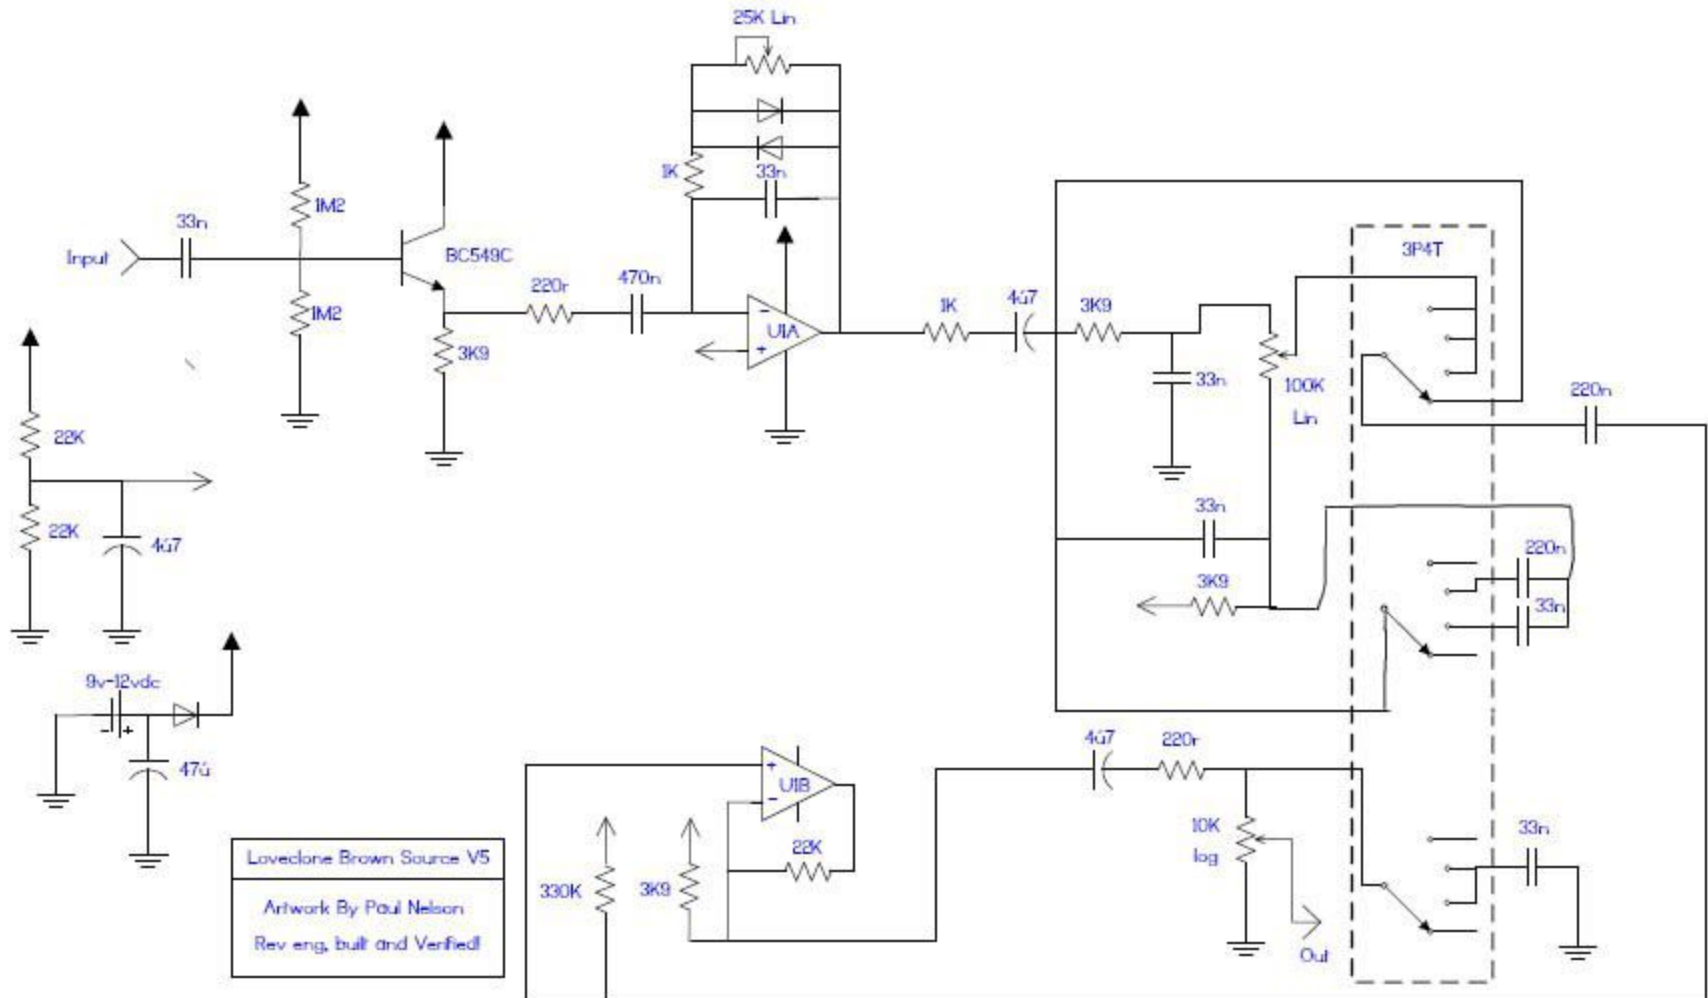 25K Lin
1K
33n
33n
1M2
1M2
Input
BC549C
220r
470n
3K9
-
+
U1A
1K
4u7
3K9
33n
100K
Lin
3P4T
220n
22K
22K
4u7
33n
3K9
220n
33n
9v-12vdc
- +
47u
+
-
U1B
22K
330K
3K9
4u7
220r
10K
log
Out
33n
Loveclone Brown Source V5
Artwork By Paul Nelson
Rev eng, built and Verified!